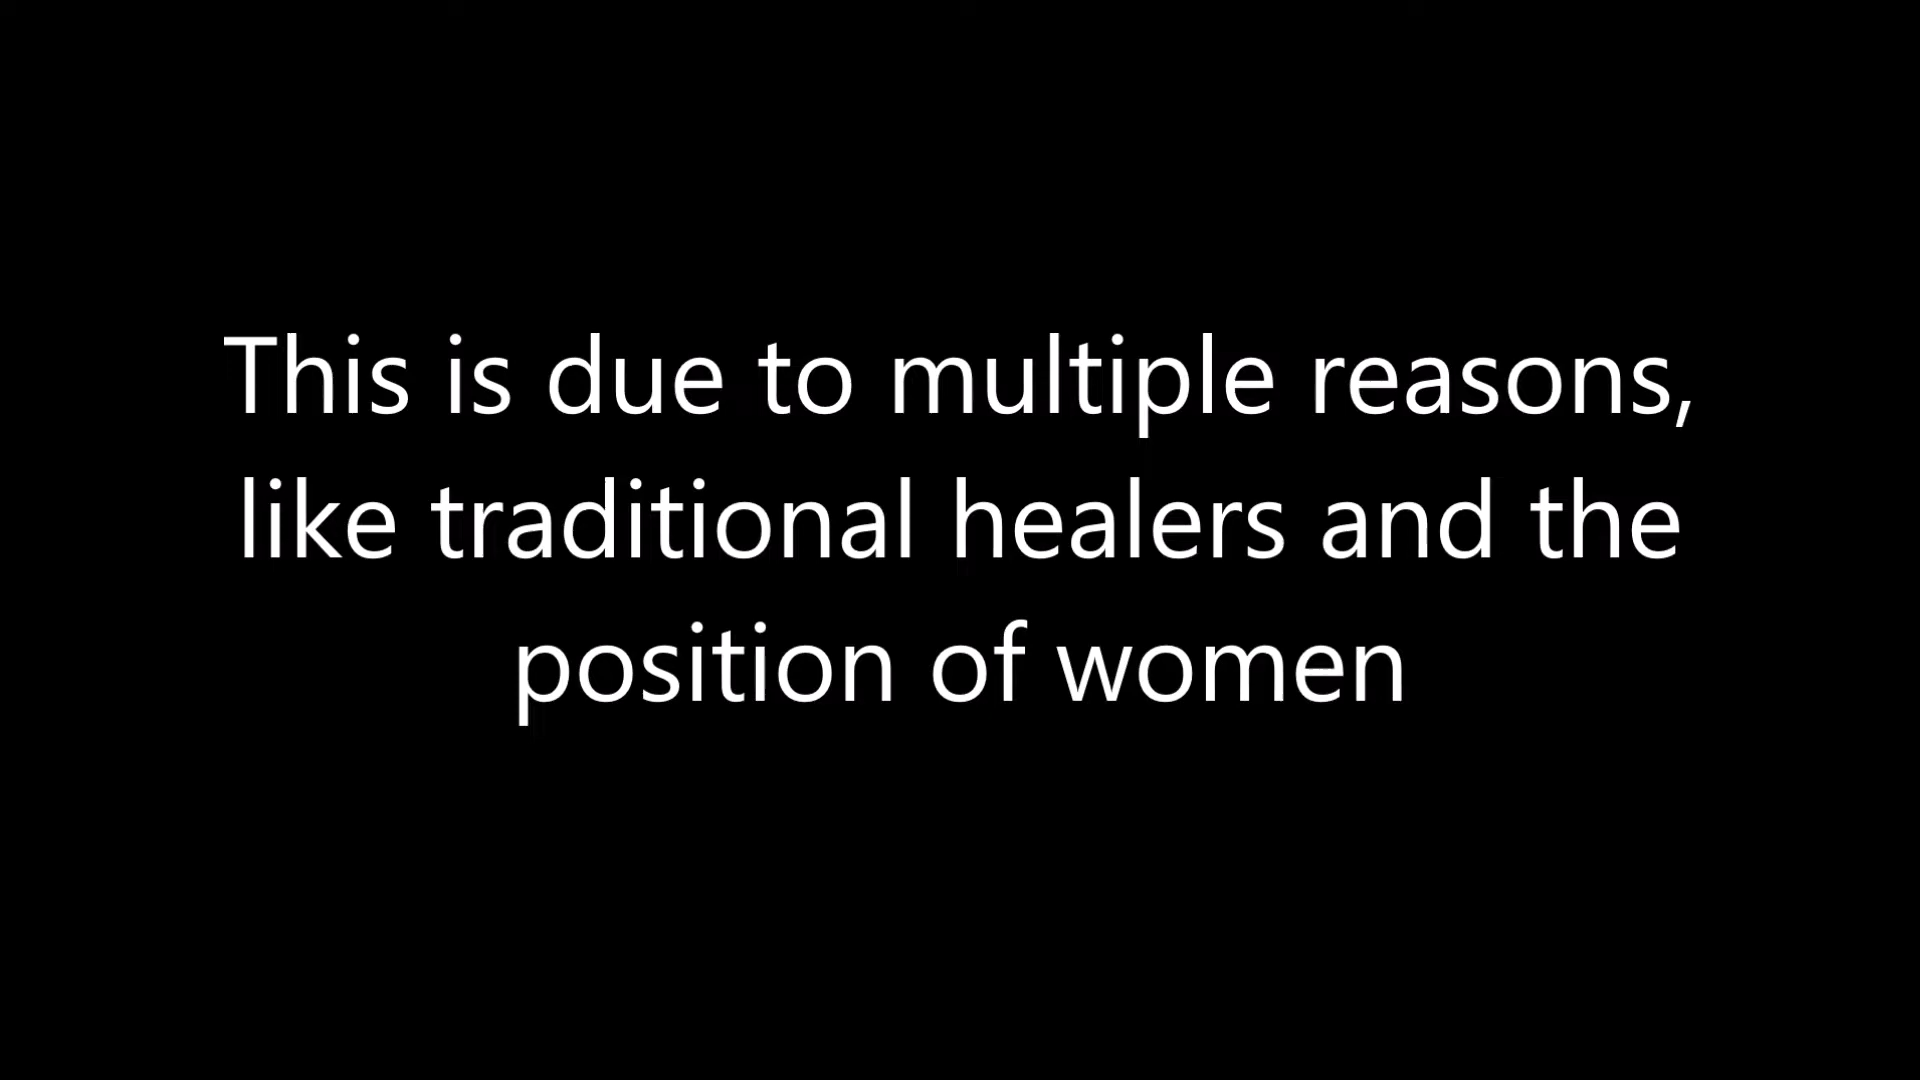 This is due to multiple reasons,
like traditional healers and the
position of women